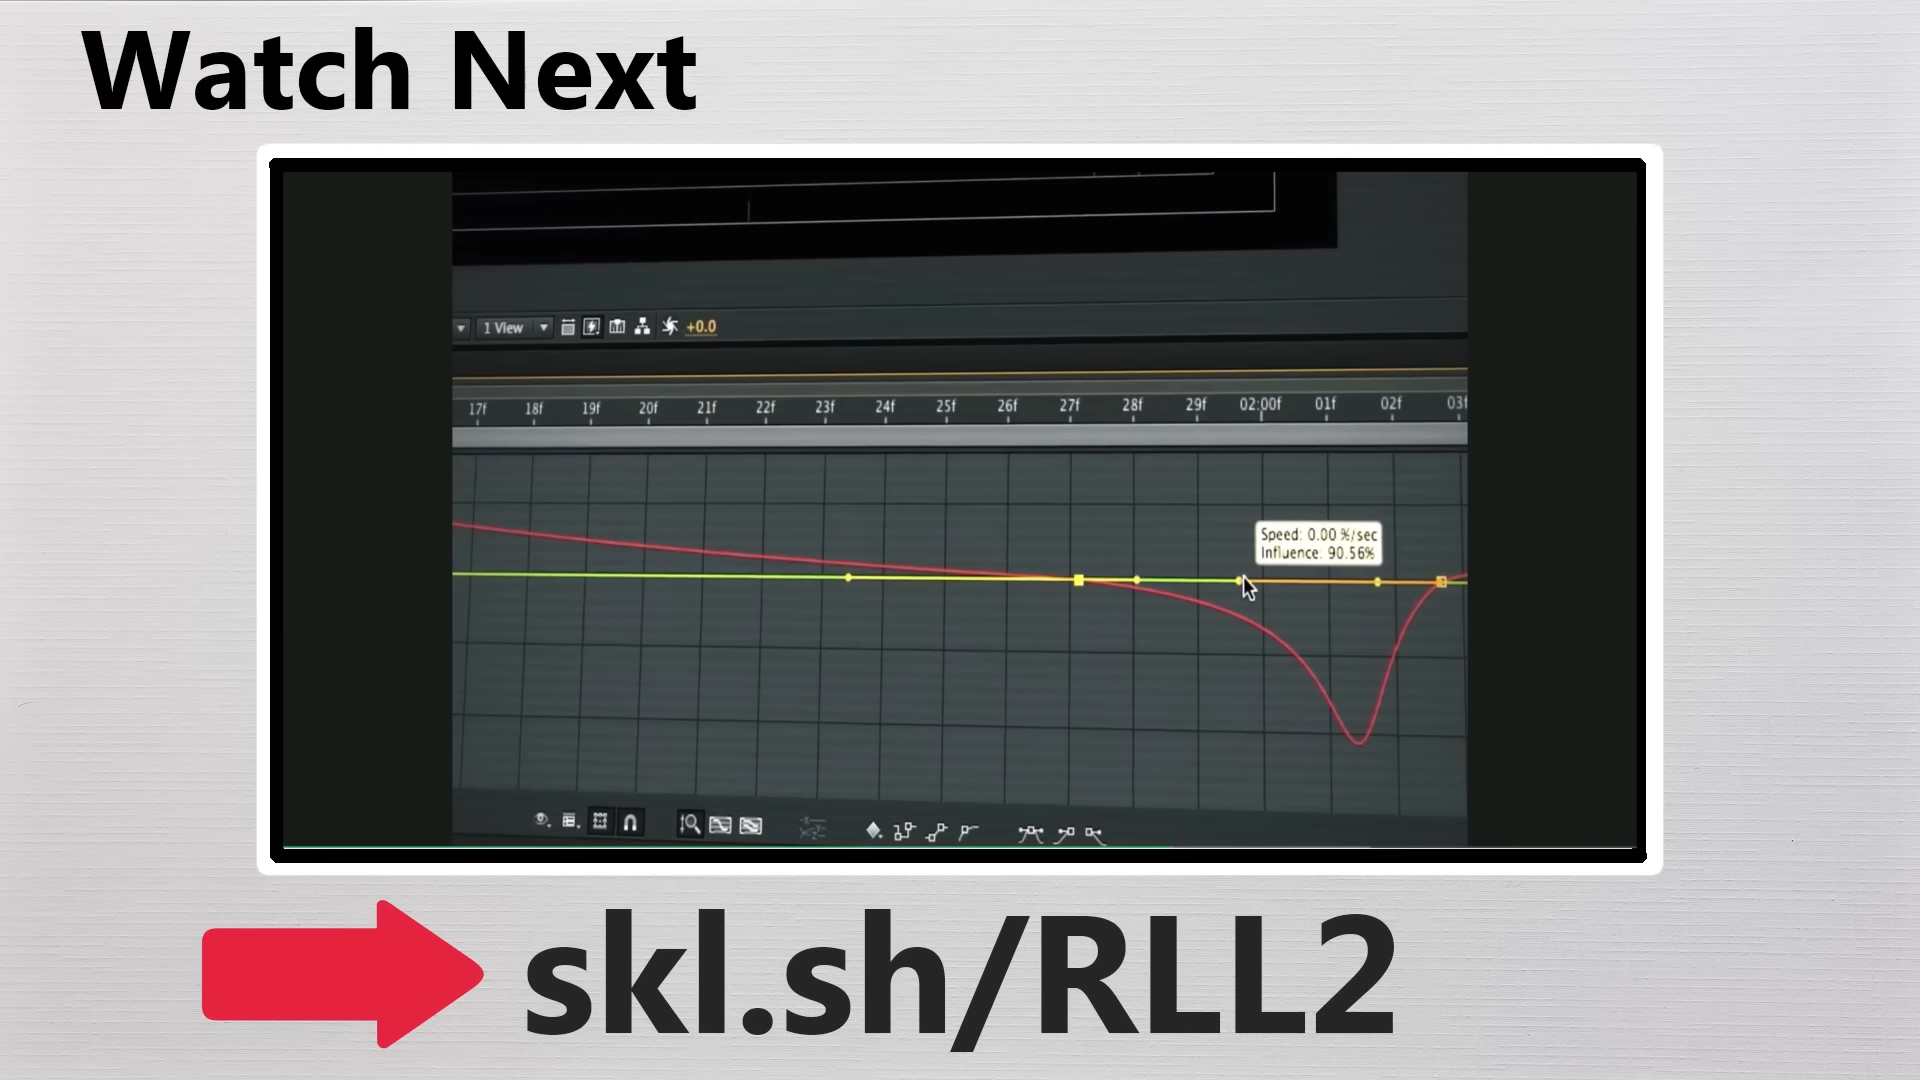 Watch Next
1 View
+0.0
17f 18f 19f 20f 21f 22f 23f 24f 25f 26f 27f 28f 29f 02:00f 01f 02f 03f
Speed: 0.00 %/sec
Influence: 90.56%
skl.sh/RLL2